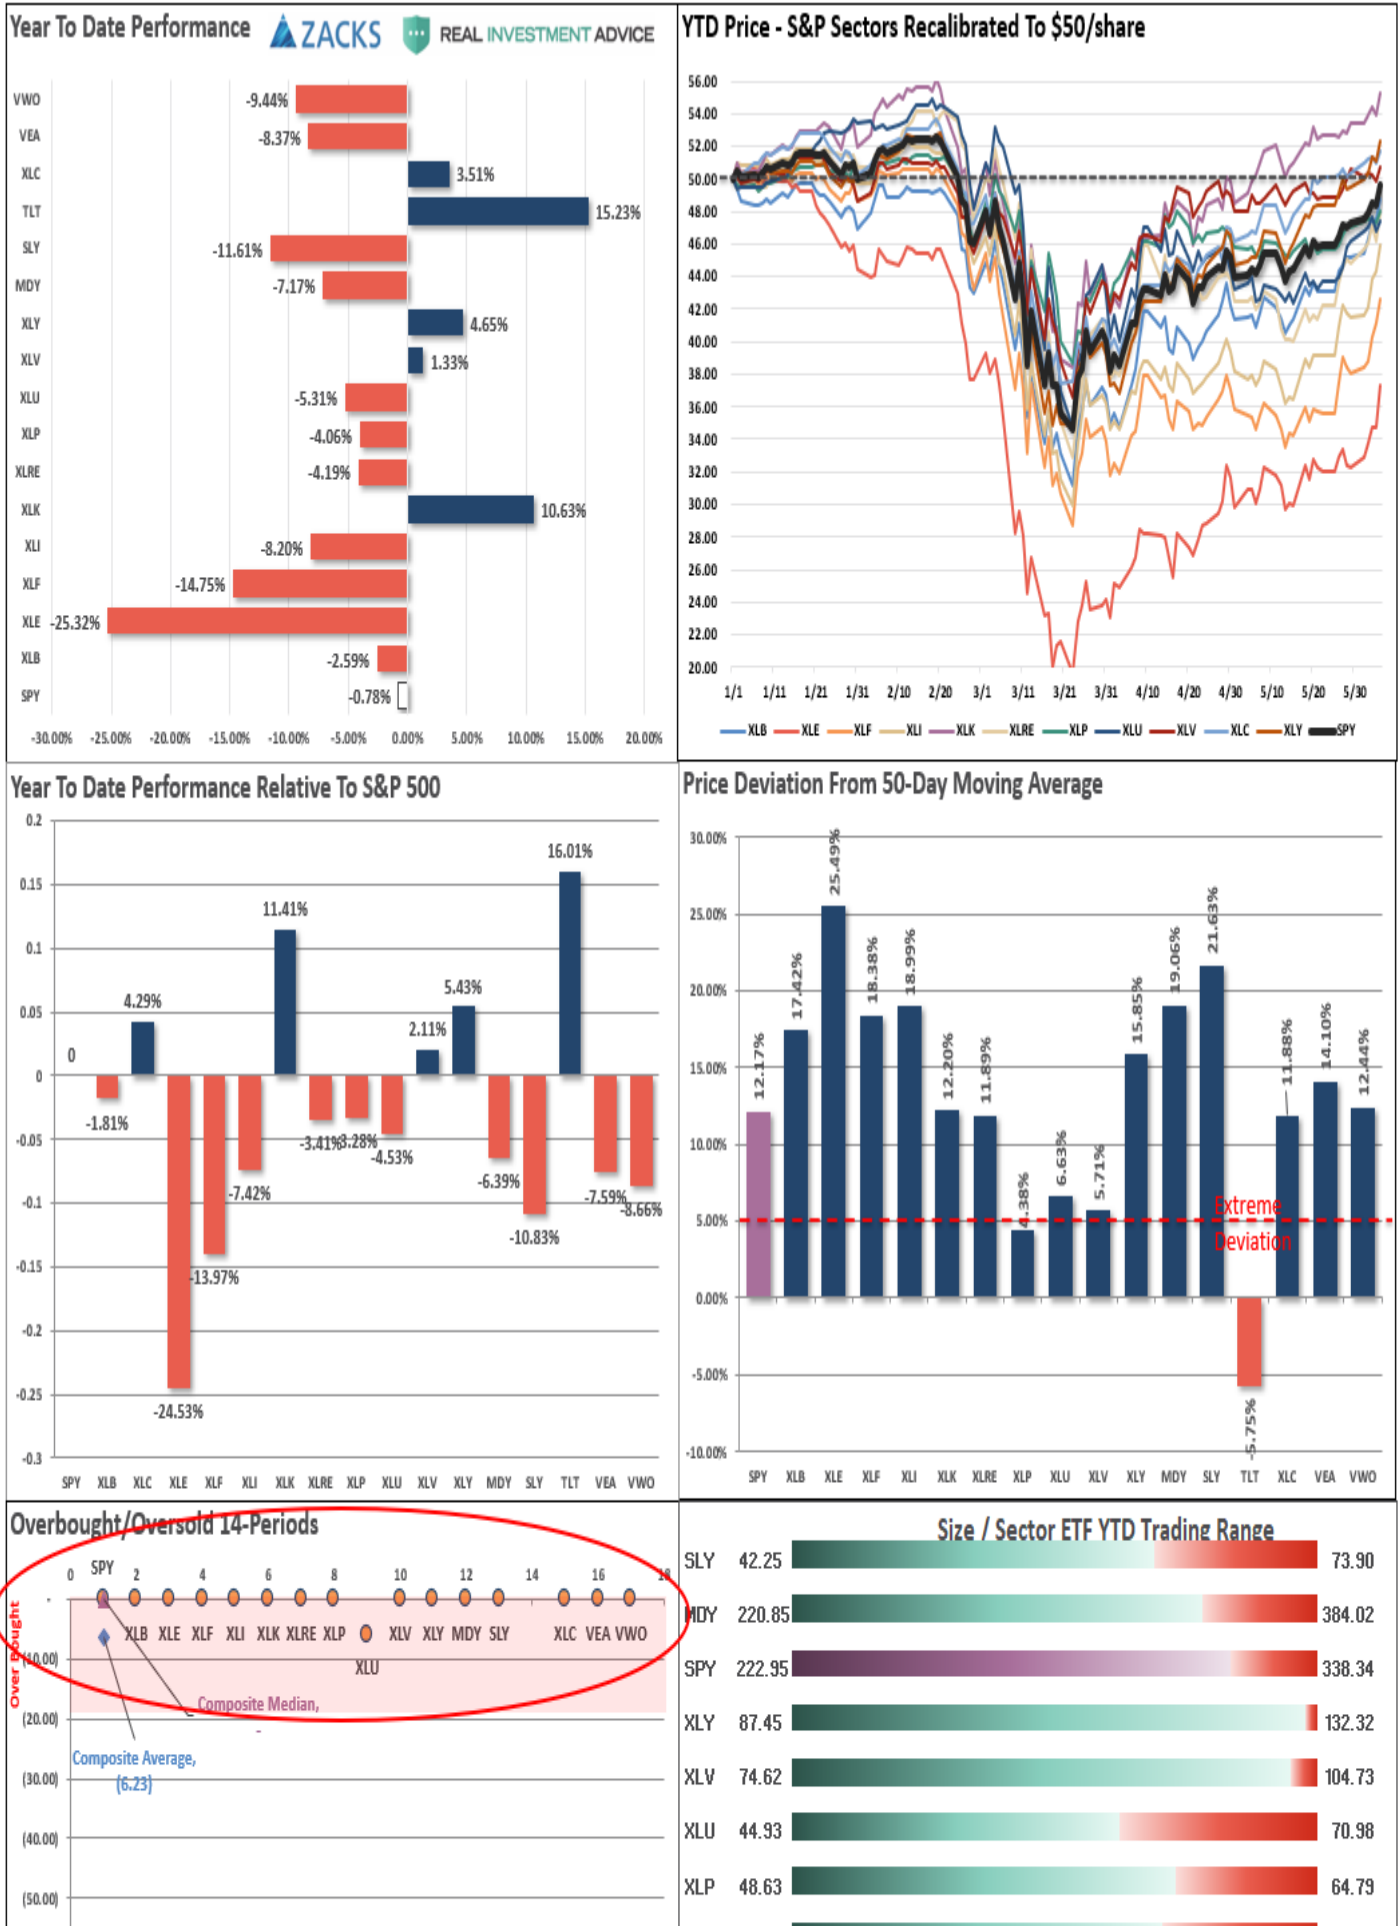 Year To Date Performance
ZACKS
REAL INVESTMENT ADVICE
VWO -9.44%
VEA -8.37%
XLC 3.51%
TLT 15.23%
SLY -11.61%
MDY -7.17%
XLY 4.65%
XLV 1.33%
XLU -5.31%
XLP -4.06%
XLRE -4.19%
XLK 10.63%
XLI -8.20%
XLF -14.75%
XLE -25.32%
XLB -2.59%
SPY -0.78%
-30.00% -25.00% -20.00% -15.00% -10.00% -5.00% 0.00% 5.00% 10.00% 15.00% 20.00%
YTD Price - S&P Sectors Recalibrated To $50/share
56.00
54.00
52.00
50.00
48.00
46.00
44.00
42.00
40.00
38.00
36.00
34.00
32.00
30.00
28.00
26.00
24.00
22.00
20.00
1/1 1/11 1/21 1/31 2/10 2/20 3/1 3/11 3/21 3/31 4/10 4/20 4/30 5/10 5/20 5/30
XLB XLE XLF XLI XLK XLRE XLP XLU XLV XLC XLY SPY
Year To Date Performance Relative To S&P 500
0.2
0.15
0.1
0.05
0
-0.05
-0.1
-0.15
-0.2
-0.25
-0.3
0 -1.81% 4.29% -24.53% -13.97% -7.42% 11.41% -3.41% -3.28% -4.53% 2.11% 5.43% -6.39% -10.83% 16.01% -7.59% -8.66%
SPY XLB XLC XLE XLF XLI XLK XLRE XLP XLU XLV XLY MDY SLY TLT VEA VWO
Price Deviation From 50-Day Moving Average
30.00%
25.00%
20.00%
15.00%
10.00%
5.00%
0.00%
-5.00%
-10.00%
12.17% 17.42% 25.49% 18.38% 18.99% 12.20% 11.89% 4.38% 6.63% 5.71% 15.85% 19.06% 21.63% -5.75% 11.88% 14.10% 12.44%
Extreme
Deviation
SPY XLB XLE XLF XLI XLK XLRE XLP XLU XLV XLY MDY SLY TLT XLC VEA VWO
Overbought/Oversold 14-Periods
SPY
0 2 4 6 8 10 12 14 16 18
-
XLB XLE XLF XLI XLK XLRE XLP XLV XLY MDY SLY XLC VEA VWO
XLU
Over Bought
(10.00)
(20.00)
(30.00)
(40.00)
(50.00)
Composite Median,
-
Composite Average,
(6.23)
Size / Sector ETF YTD Trading Range
SLY 42.25 73.90
MDY 220.85 384.02
SPY 222.95 338.34
XLY 87.45 132.32
XLV 74.62 104.73
XLU 44.93 70.98
XLP 48.63 64.79